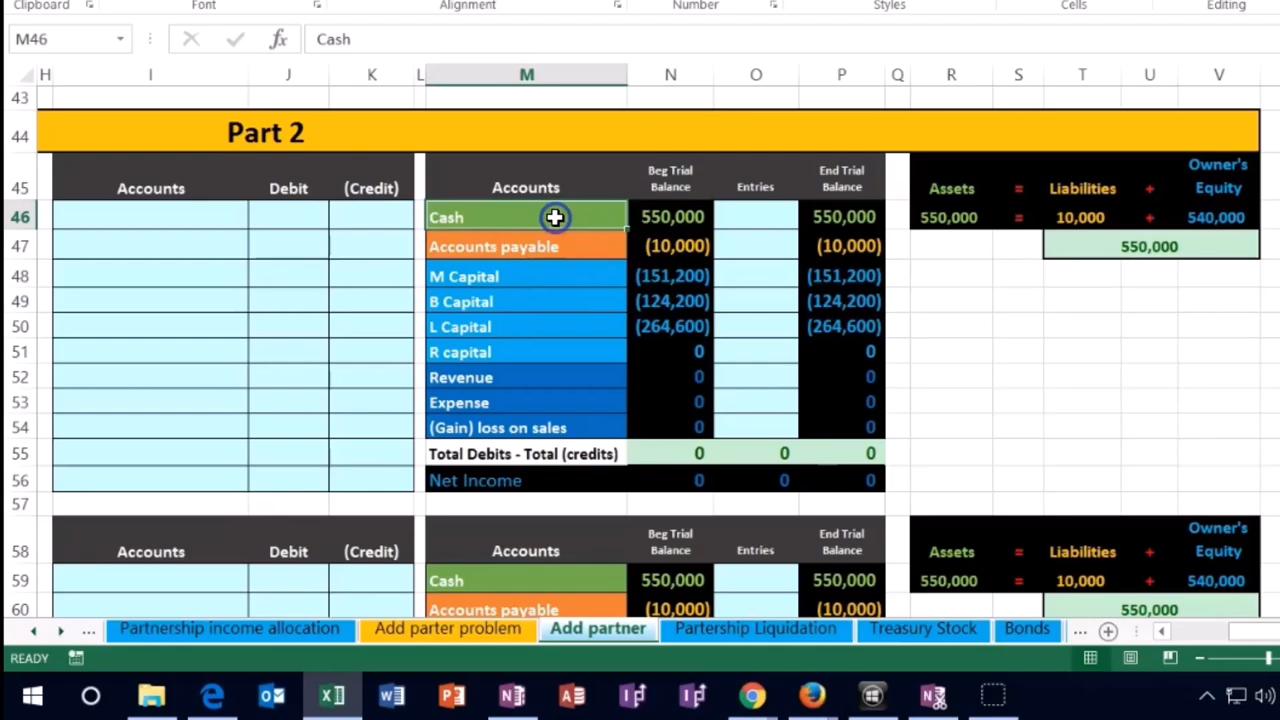 Clipboard Font Alignment Number Styles Cells Editing
M46 fx Cash
H I J K L M N O P Q R S T U V
43
44 Part 2
45 Accounts Debit (Credit) Accounts Beg Trial Balance Entries End Trial Balance Assets = Liabilities + Owner's Equity
46 Cash 550,000 550,000 550,000 = 10,000 + 540,000
47 Accounts payable (10,000) (10,000) 550,000
48 M Capital (151,200) (151,200)
49 B Capital (124,200) (124,200)
50 L Capital (264,600) (264,600)
51 R capital 0 0
52 Revenue 0 0
53 Expense 0 0
54 (Gain) loss on sales 0 0
55 Total Debits - Total (credits) 0 0 0
56 Net Income 0 0 0
57
58 Accounts Debit (Credit) Accounts Beg Trial Balance Entries End Trial Balance Assets = Liabilities + Owner's Equity
59 Cash 550,000 550,000 550,000 = 10,000 + 540,000
60 Accounts payable (10,000) (10,000) 550,000
... Partnership income allocation Add parter problem Add partner Partership Liquidation Treasury Stock Bonds ...
READY